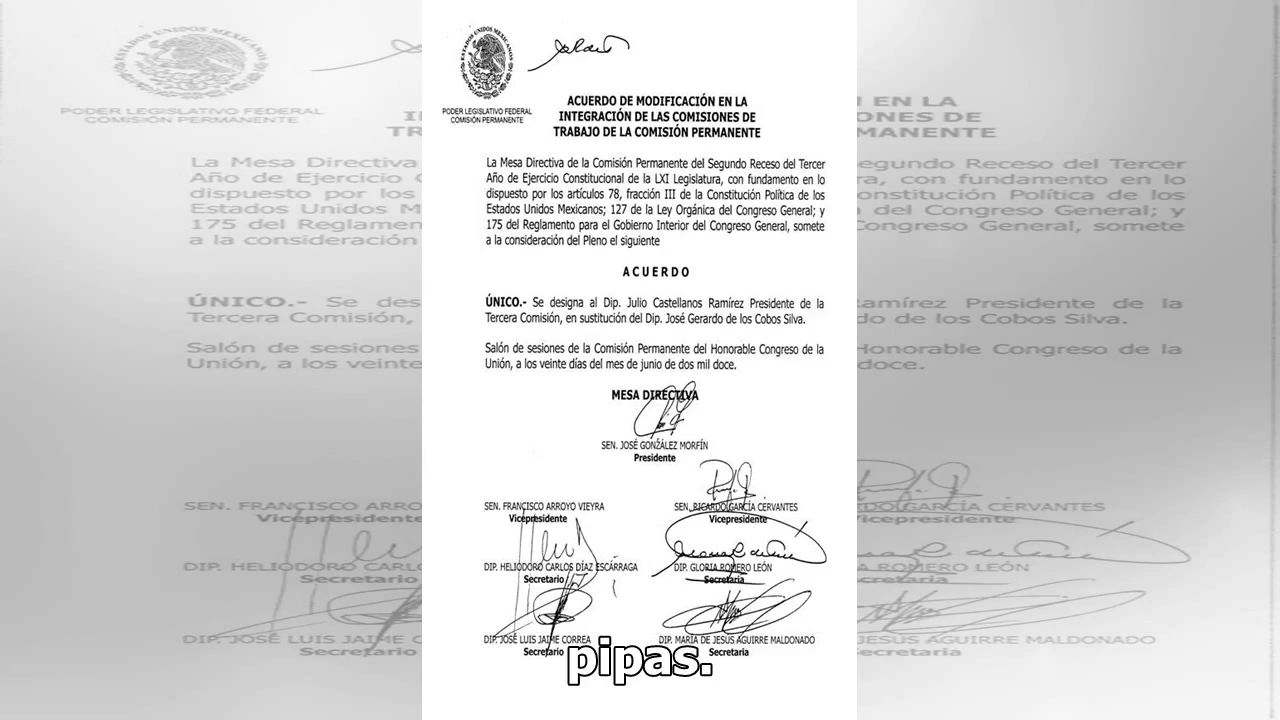 ESTADOS UNIDOS MEXICANOS
PODER LEGISLATIVO FEDERAL
COMISIÓN PERMANENTE
ACUERDO DE MODIFICACIÓN EN LA
INTEGRACIÓN DE LAS COMISIONES DE
TRABAJO DE LA COMISIÓN PERMANENTE
La Mesa Directiva de la Comisión Permanente del Segundo Receso del Tercer
Año de Ejercicio Constitucional de la LXI Legislatura, con fundamento en lo
dispuesto por los artículos 78, fracción III de la Constitución Política de los
Estados Unidos Mexicanos; 127 de la Ley Orgánica del Congreso General; y
175 del Reglamento para el Gobierno Interior del Congreso General, somete
a la consideración del Pleno el siguiente
ACUERDO
ÚNICO.- Se designa al Dip. Julio Castellanos Ramírez Presidente de la
Tercera Comisión, en sustitución del Dip. José Gerardo de los Cobos Silva.
Salón de sesiones de la Comisión Permanente del Honorable Congreso de la
Unión, a los veinte días del mes de junio de dos mil doce.
MESA DIRECTIVA
SEN. JOSÉ GONZÁLEZ MORFÍN
Presidente
SEN. FRANCISCO ARROYO VIEYRA
Vicepresidente
SEN. RICARDO GARCÍA CERVANTES
Vicepresidente
DIP. HELIODORO CARLOS DÍAZ ESCÁRRAGA
Secretario
DIP. GLORIA ROMERO LEÓN
Secretaria
DIP. JOSÉ LUIS JAIME CORREA
Secretario
DIP. MARÍA DE JESÚS AGUIRRE MALDONADO
Secretaria
pipas.